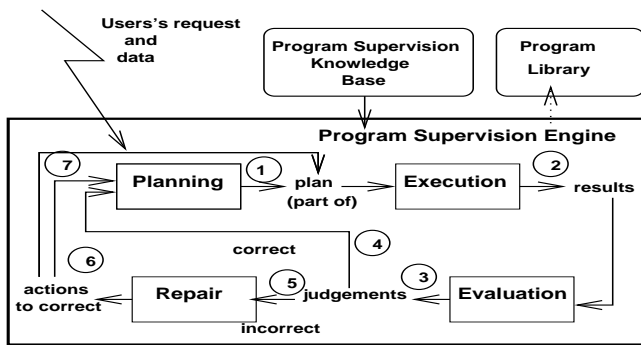 Users's request
and
data
Program Supervision
Knowledge
Base
Program
Library
Program Supervision Engine
7
Planning
1
plan
(part of)
Execution
2
results
correct
4
6
actions
to correct
Repair
5
judgements
3
Evaluation
incorrect